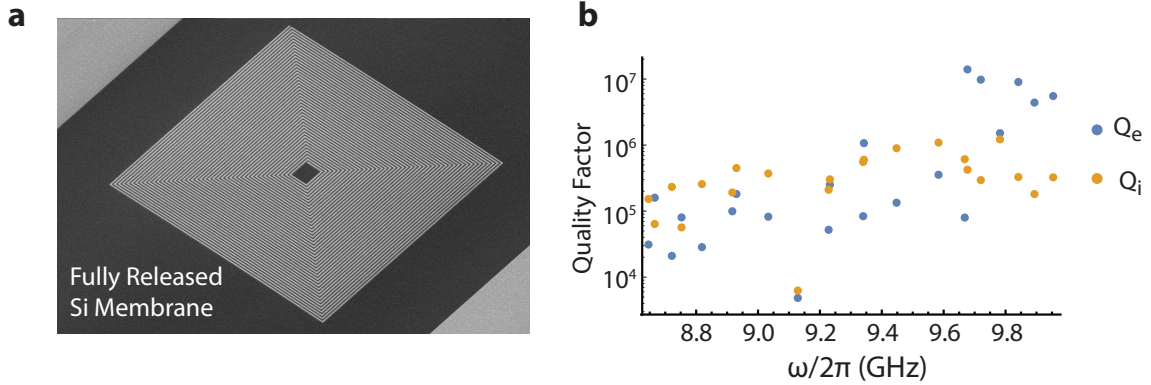 a
Fully Released
Si Membrane
b
Quality Factor
10⁷
10⁶
10⁵
10⁴
8.8
9.0
9.2
9.4
9.6
9.8
ω/2π (GHz)
Qₑ
Qᵢ